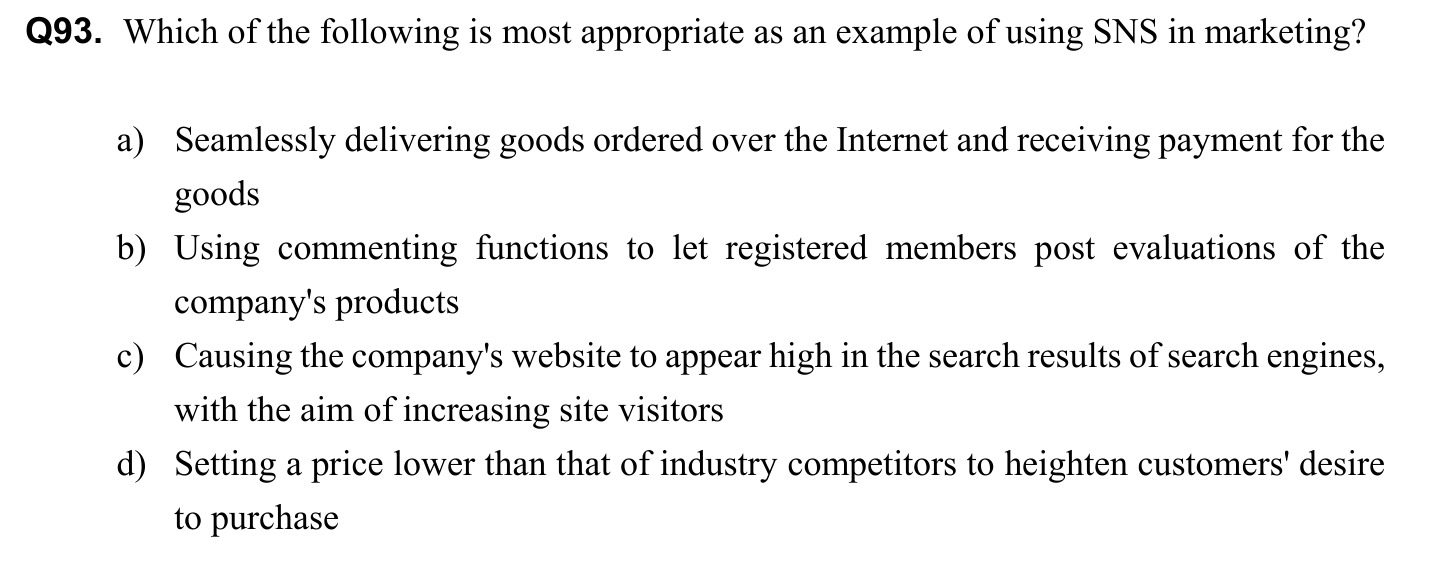 Q93. Which of the following is most appropriate as an example of using SNS in marketing?
a) Seamlessly delivering goods ordered over the Internet and receiving payment for the
goods
b) Using commenting functions to let registered members post evaluations of the
company's products
c) Causing the company's website to appear high in the search results of search engines,
with the aim of increasing site visitors
d) Setting a price lower than that of industry competitors to heighten customers' desire
to purchase